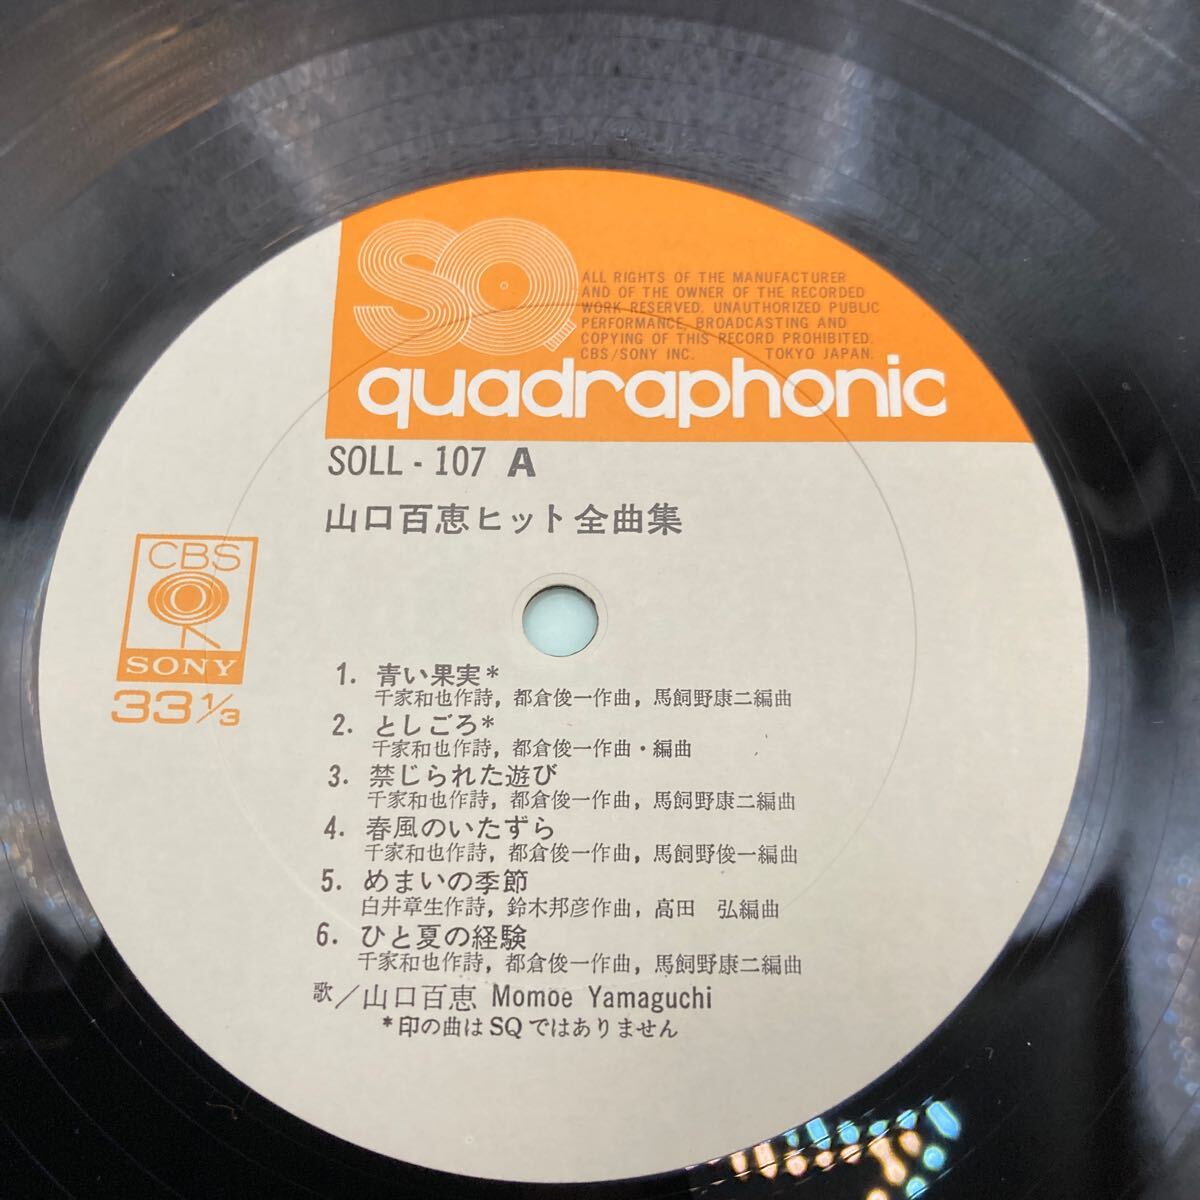 SQ
ALL RIGHTS OF THE MANUFACTURER
AND OF THE OWNER OF THE RECORDED
WORK RESERVED. UNAUTHORIZED PUBLIC
PERFORMANCE, BROADCASTING AND
COPYING OF THIS RECORD PROHIBITED.
CBS/SONY INC. TOKYO JAPAN.
quadraphonic
SOLL - 107 A
山口百恵ヒット全曲集
CBS
SONY
33 1/3
1. 青い果実*
千家和也作詩，都倉俊一作曲，馬飼野康二編曲
2. としごろ*
千家和也作詩，都倉俊一作曲・編曲
3. 禁じられた遊び
千家和也作詩，都倉俊一作曲，馬飼野康二編曲
4. 春風のいたずら
千家和也作詩，都倉俊一作曲，馬飼野俊一編曲
5. めまいの季節
白井章生作詩，鈴木邦彦作曲，高田　弘編曲
6. ひと夏の経験
千家和也作詩，都倉俊一作曲，馬飼野康二編曲
歌／山口百恵 Momoe Yamaguchi
*印の曲はSQではありません